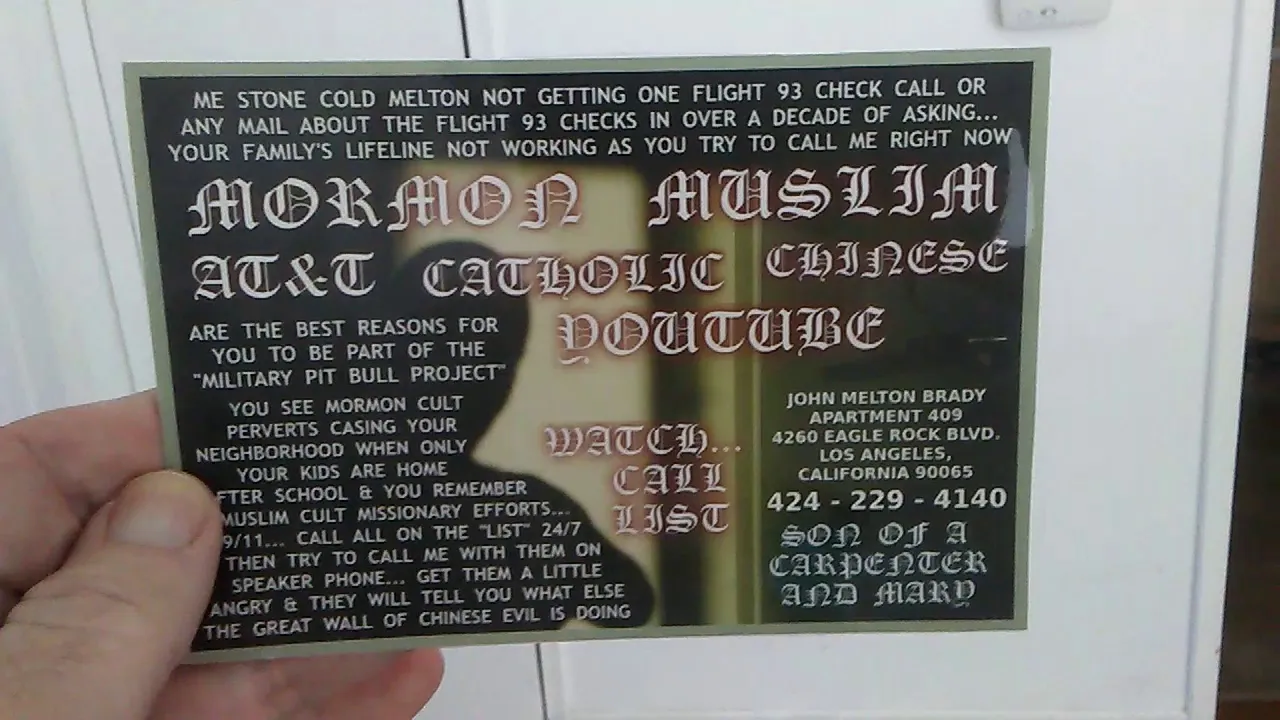 ME STONE COLD MELTON NOT GETTING ONE FLIGHT 93 CHECK CALL OR
ANY MAIL ABOUT THE FLIGHT 93 CHECKS IN OVER A DECADE OF ASKING...
YOUR FAMILY'S LIFELINE NOT WORKING AS YOU TRY TO CALL ME RIGHT NOW
MORMON MUSLIM
AT&T CATHOLIC CHINESE
YOUTUBE
ARE THE BEST REASONS FOR
YOU TO BE PART OF THE
"MILITARY PIT BULL PROJECT"
YOU SEE MORMON CULT
PERVERTS CASING YOUR
NEIGHBORHOOD WHEN ONLY
YOUR KIDS ARE HOME
FTER SCHOOL & YOU REMEMBER
MUSLIM CULT MISSIONARY EFFORTS...
9/11... CALL ALL ON THE "LIST" 24/7
THEN TRY TO CALL ME WITH THEM ON
SPEAKER PHONE... GET THEM A LITTLE
ANGRY & THEY WILL TELL YOU WHAT ELSE
THE GREAT WALL OF CHINESE EVIL IS DOING
WATCH...
CALL
LIST
JOHN MELTON BRADY
APARTMENT 409
4260 EAGLE ROCK BLVD.
LOS ANGELES,
CALIFORNIA 90065
424 - 229 - 4140
SON OF A
CARPENTER
AND MARY